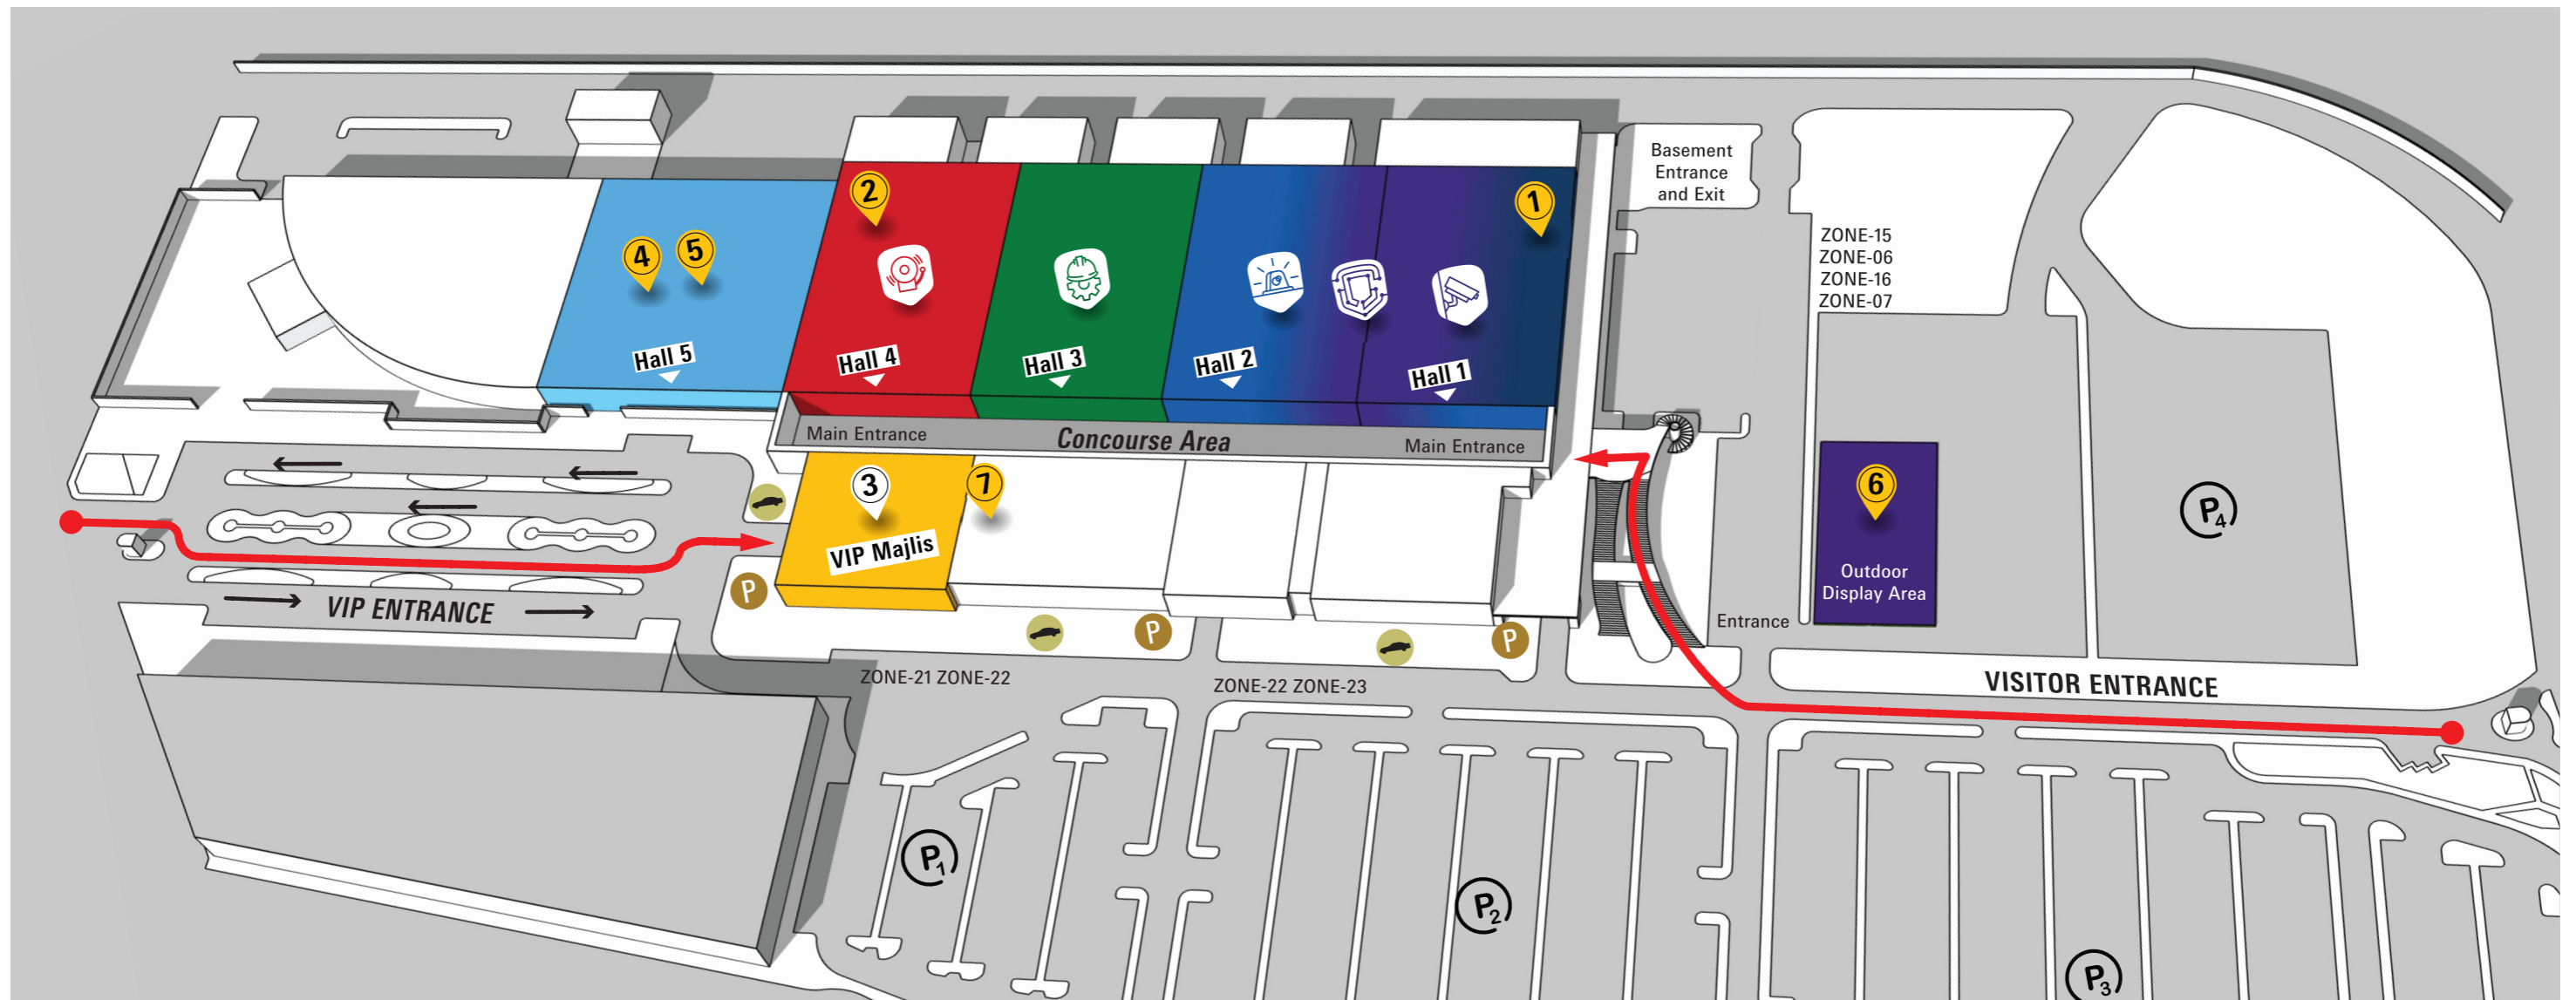 Basement
Entrance
and Exit
2
1
ZONE-15
ZONE-06
ZONE-16
ZONE-07
4
5
Hall 5
Hall 4
Hall 3
Hall 2
Hall 1
Main Entrance
Concourse Area
Main Entrance
3
7
6
P4
VIP Majlis
Outdoor
Display Area
P
VIP ENTRANCE
P
P
Entrance
ZONE-21 ZONE-22
ZONE-22 ZONE-23
VISITOR ENTRANCE
P1
P2
P3